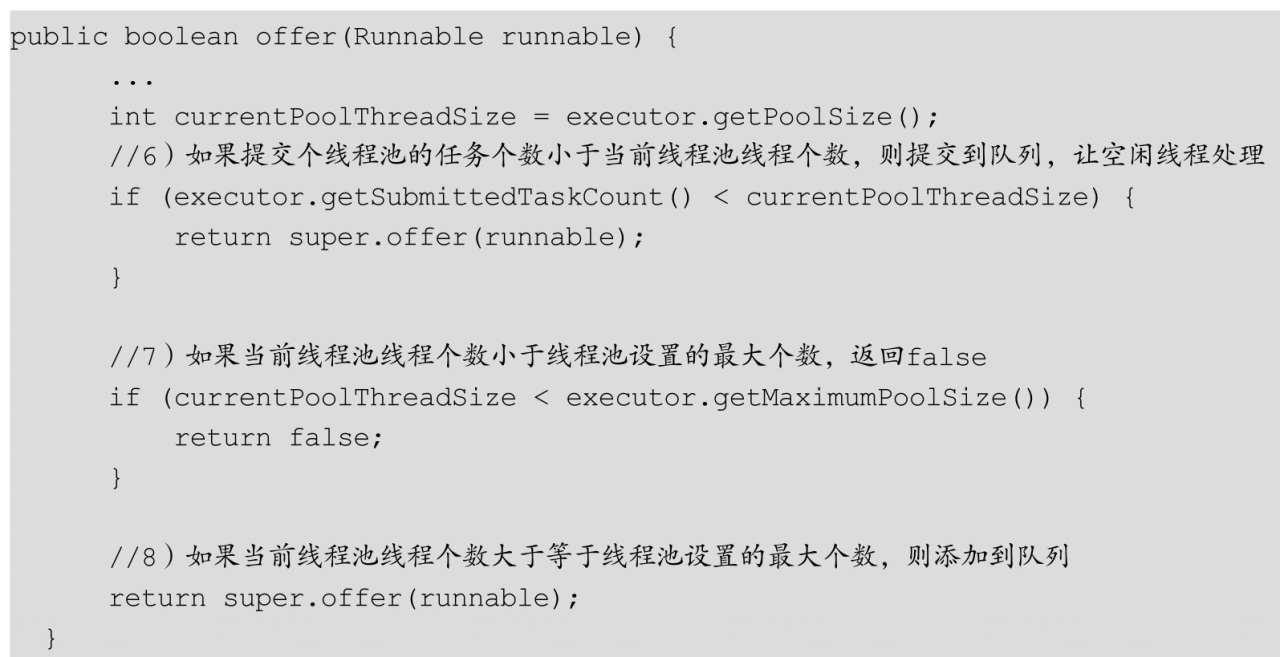 public boolean offer(Runnable runnable) {
...
int currentPoolThreadSize = executor.getPoolSize();
//6）如果提交个线程池的任务个数小于当前线程池线程个数，则提交到队列，让空闲线程处理
if (executor.getSubmittedTaskCount() < currentPoolThreadSize) {
return super.offer(runnable);
}
//7）如果当前线程池线程个数小于线程池设置的最大个数，返回false
if (currentPoolThreadSize < executor.getMaximumPoolSize()) {
return false;
}
//8）如果当前线程池线程个数大于等于线程池设置的最大个数，则添加到队列
return super.offer(runnable);
}